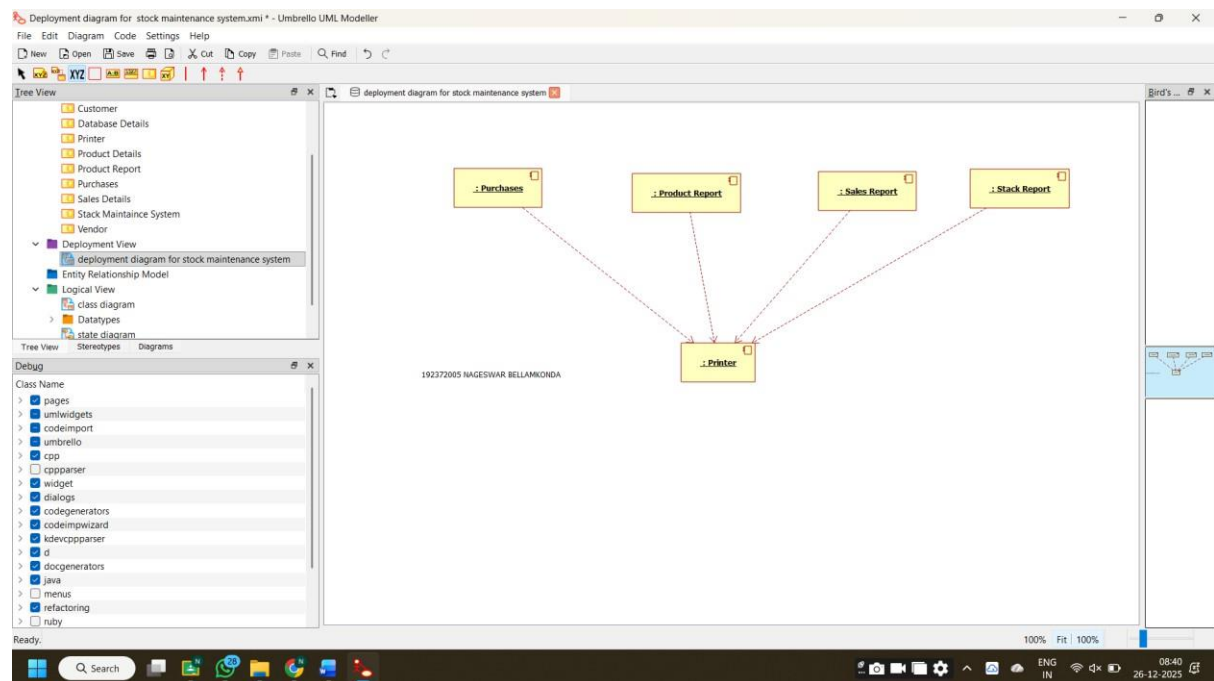 Deployment diagram for stock maintenance system.xmi * - Umbrello UML Modeller
File Edit Diagram Code Settings Help
New Open Save Cut Copy Paste Find
XYZ A:B
Tree View
deployment diagram for stock maintenance system
Bird's ...
Customer
Database Details
Printer
Product Details
Product Report
Purchases
Sales Details
Stack Maintaince System
Vendor
Deployment View
deployment diagram for stock maintenance system
Entity Relationship Model
Logical View
class diagram
Datatypes
state diagram
Tree View Stereotypes Diagrams
: Purchases
: Product Report
: Sales Report
: Stack Report
: Printer
192372005 NAGESWAR BELLAMKONDA
Debug
Class Name
pages
umlwidgets
codeimport
umbrello
cpp
cppparser
widget
dialogs
codegenerators
codeimpwizard
kdevcppparser
d
docgenerators
java
menus
refactoring
ruby
Ready.
100% Fit 100%
Search
28
ENG
IN
08:40
26-12-2025